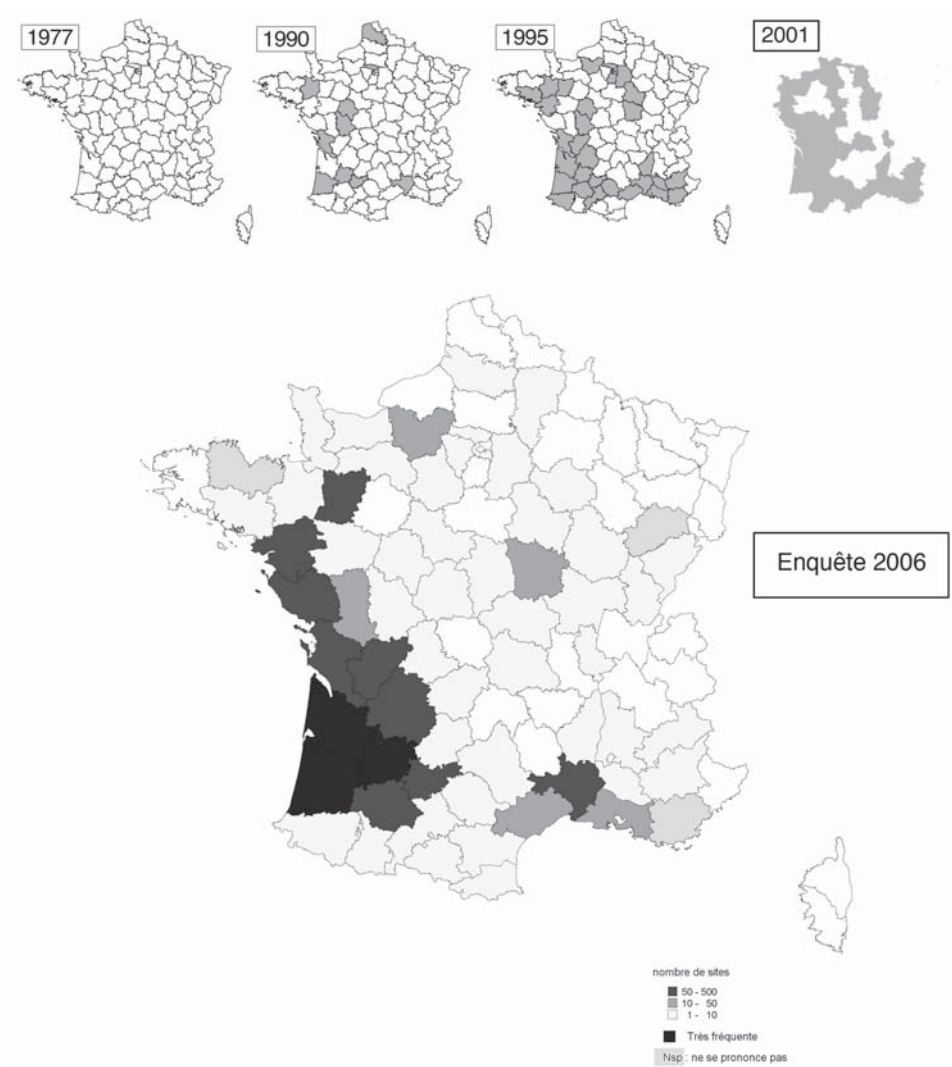 1977
1990
1995
2001
Enquête 2006
nombre de sites
50 - 500
10 - 50
1 - 10
Très fréquente
Nsp : ne se prononce pas